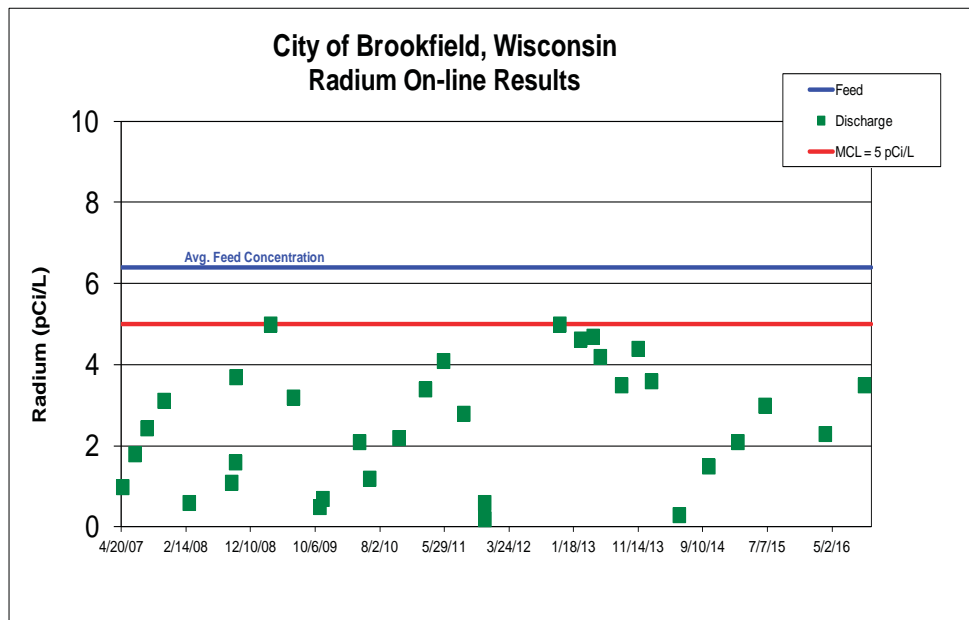 City of Brookfield, Wisconsin
Radium On-line Results
Feed
Discharge
MCL = 5 pCi/L
Radium (pCi/L)
10
8
6
4
2
0
Avg. Feed Concentration
4/20/07 2/14/08 12/10/08 10/6/09 8/2/10 5/29/11 3/24/12 1/18/13 11/14/13 9/10/14 7/7/15 5/2/16